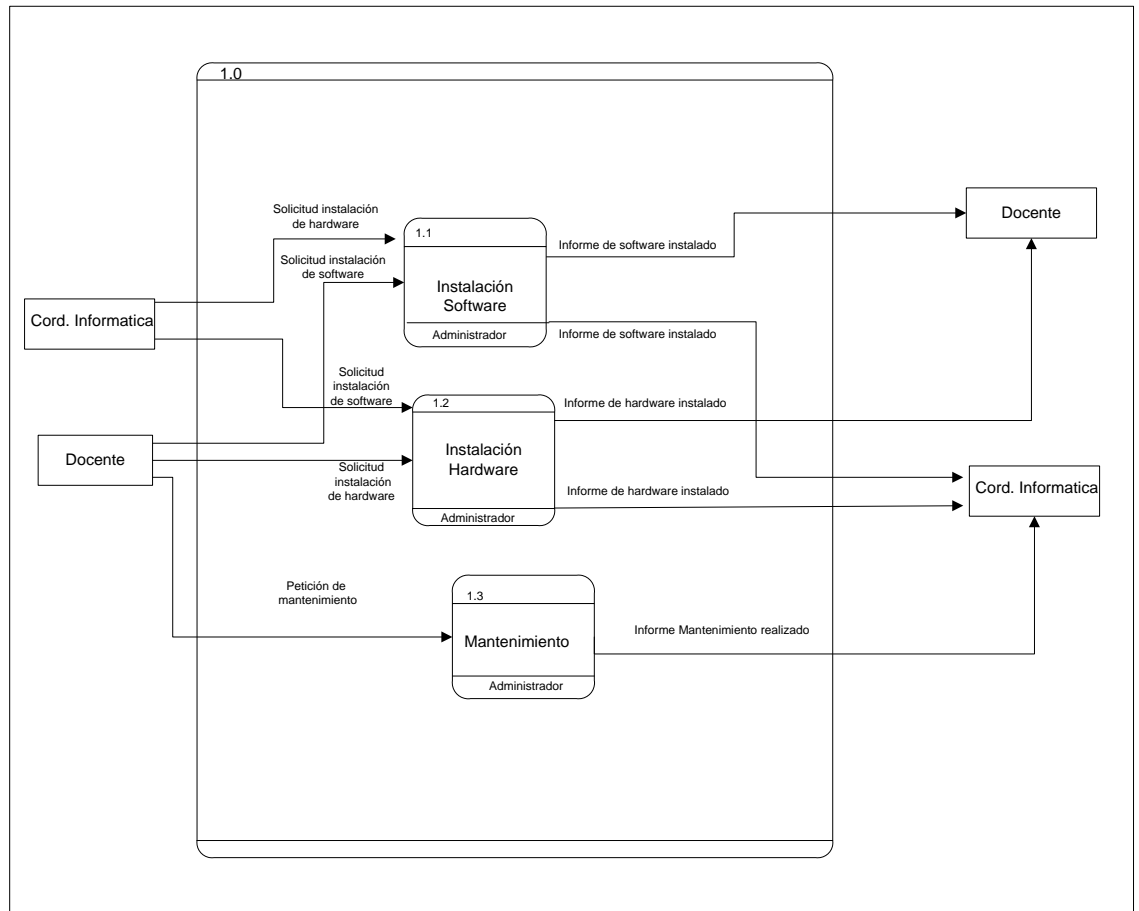 1.0
Solicitud instalación
de hardware
Solicitud instalación
de software
1.1
Instalación
Software
Administrador
Informe de software instalado
Informe de software instalado
Docente
Cord. Informatica
Solicitud
instalación
de software
1.2
Instalación
Hardware
Administrador
Informe de hardware instalado
Informe de hardware instalado
Docente
Solicitud
instalación
de hardware
Cord. Informatica
Petición de
mantenimiento
1.3
Mantenimiento
Administrador
Informe Mantenimiento realizado